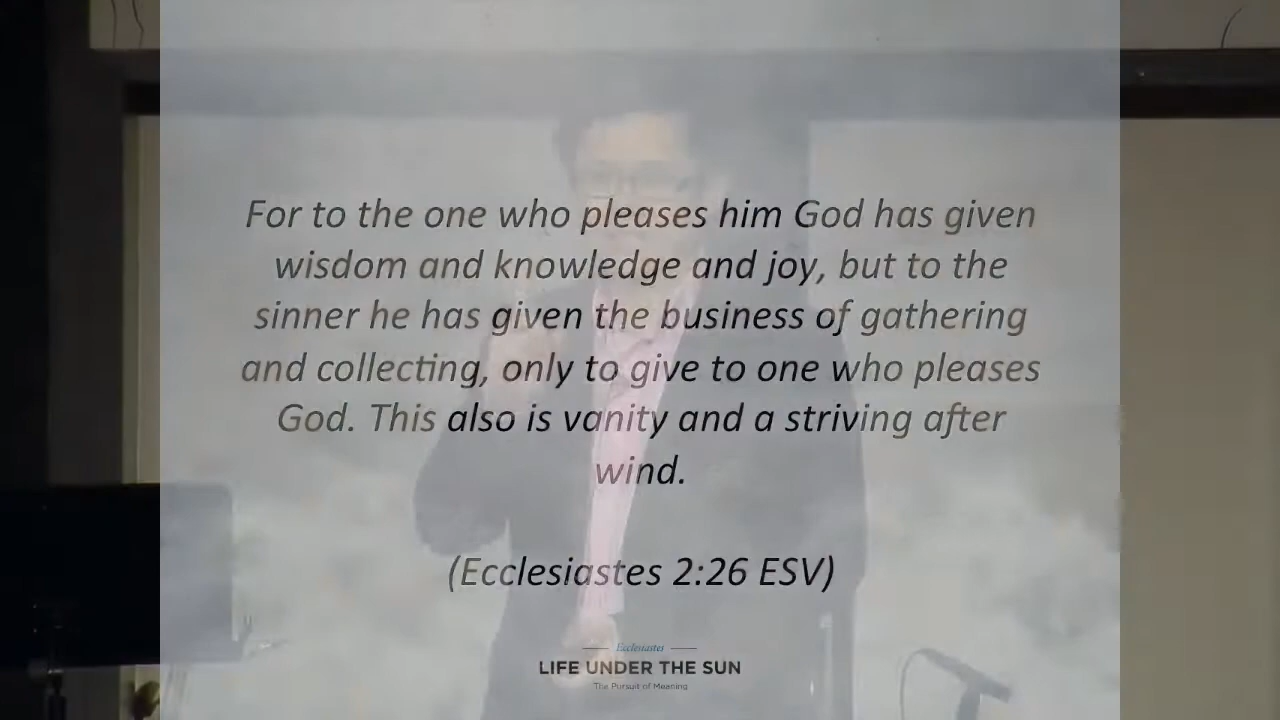 For to the one who pleases him God has given
wisdom and knowledge and joy, but to the
sinner he has given the business of gathering
and collecting, only to give to one who pleases
God. This also is vanity and a striving after
wind.
(Ecclesiastes 2:26 ESV)
Ecclesiastes
LIFE UNDER THE SUN
The Pursuit of Meaning